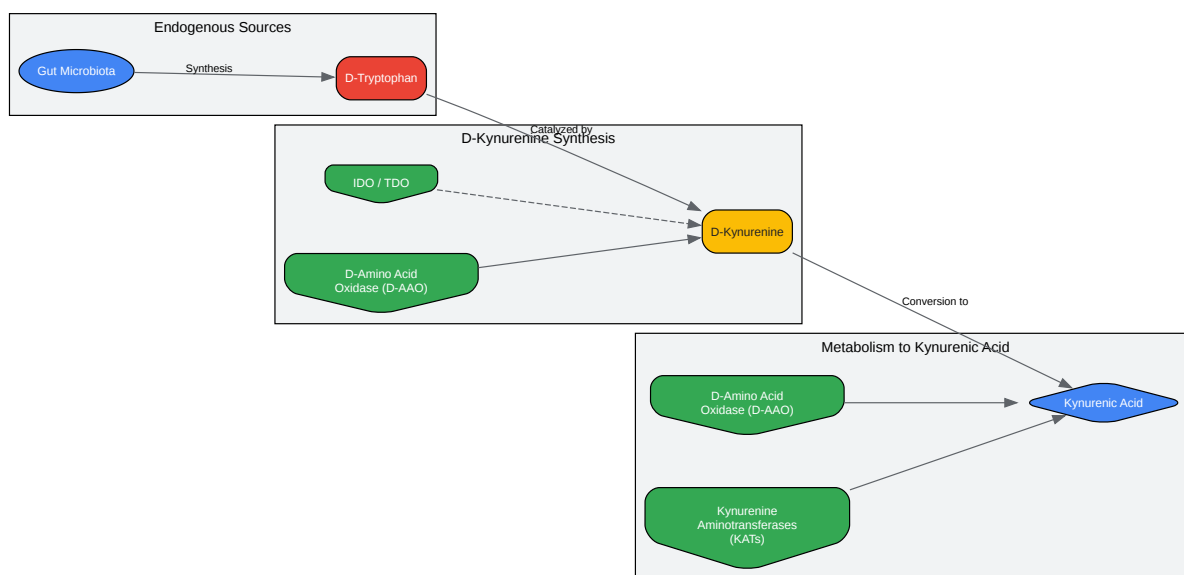 Endogenous Sources
Gut Microbiota
Synthesis
D-Tryptophan
Catalyzed by
D-Kynurenine Synthesis
IDO / TDO
D-Kynurenine
D-Amino Acid
Oxidase (D-AAO)
Conversion to
Metabolism to Kynurenic Acid
D-Amino Acid
Oxidase (D-AAO)
Kynurenic Acid
Kynurenine
Aminotransferases
(KATs)